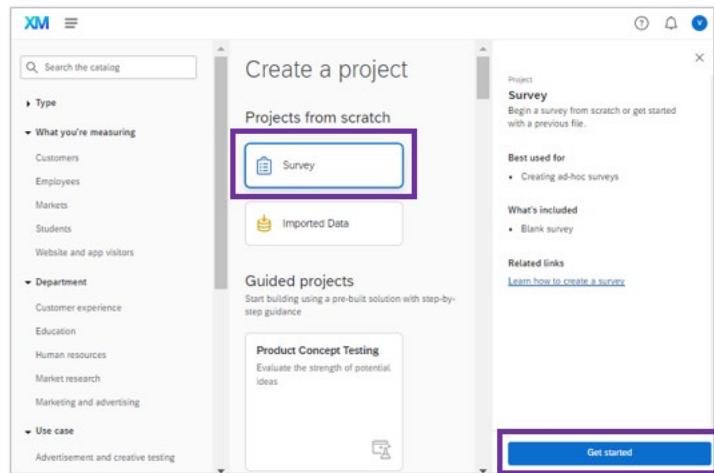 XM
V
Search the catalog
Type
What you're measuring
Customers
Employees
Markets
Students
Website and app visitors
Department
Customer experience
Education
Human resources
Market research
Marketing and advertising
Use case
Advertisement and creative testing
Create a project
Projects from scratch
Survey
Imported Data
Guided projects
Start building using a pre-built solution with step-by-
step guidance
Product Concept Testing
Evaluate the strength of potential
ideas
Project
Survey
Begin a survey from scratch or get started
with a previous file.
Best used for
• Creating ad-hoc surveys
What's included
• Blank survey
Related links
Learn how to create a survey
Get started